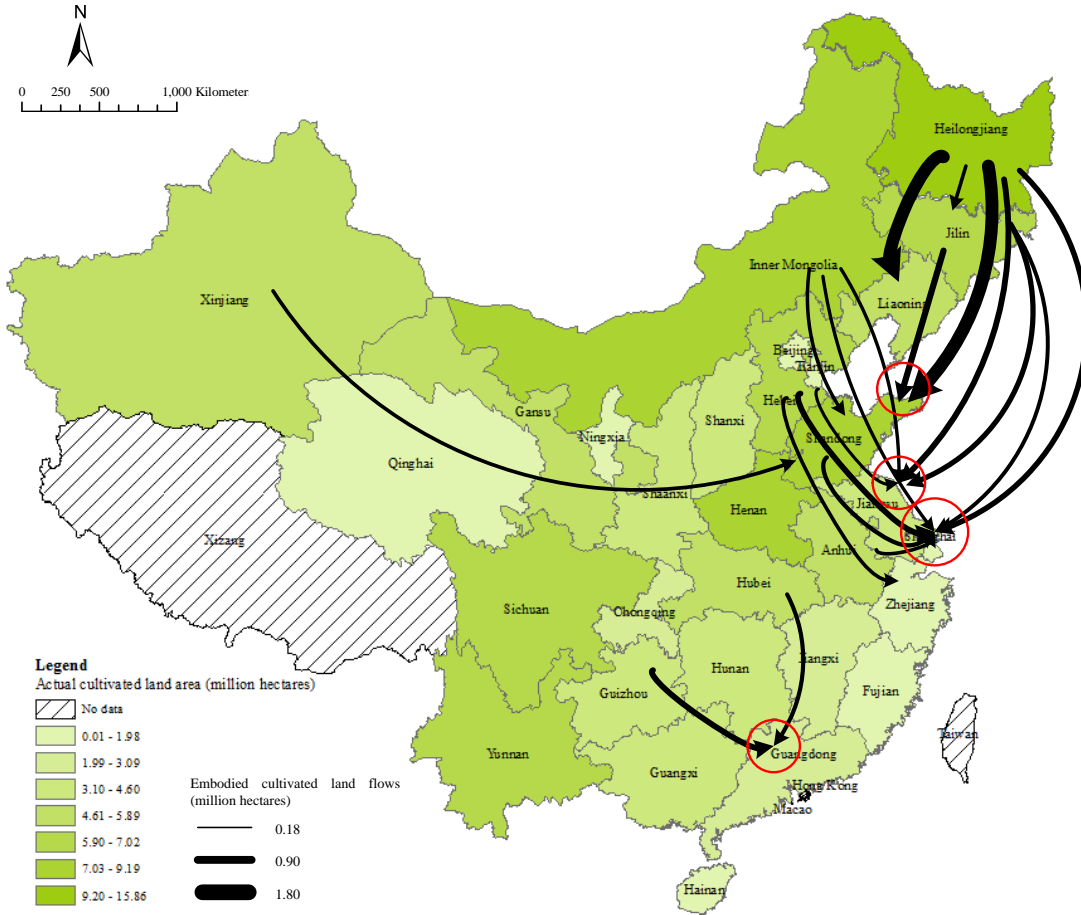 N
0 250 500 1,000 Kilometer
Heilongjiang
Jilin
Inner Mongolia
Liaoning
Xinjiang
Beijing
Tianjin
Hebei
Gansu
Shanxi
Ningxia
Shandong
Qinghai
Shaanxi
Henan
Jiangsu
Xizang
Shanghai
Anhui
Hubei
Zhejiang
Sichuan
Chongqing
Hunan
Jiangxi
Guizhou
Fujian
Yunnan
Guangdong
Taiwan
Guangxi
Hong Kong
Macao
Hainan
Legend
Actual cultivated land area (million hectares)
No data
0.01 - 1.98
1.99 - 3.09
3.10 - 4.60
4.61 - 5.89
5.90 - 7.02
7.03 - 9.19
9.20 - 15.86
Embodied cultivated land flows
(million hectares)
0.18
0.90
1.80